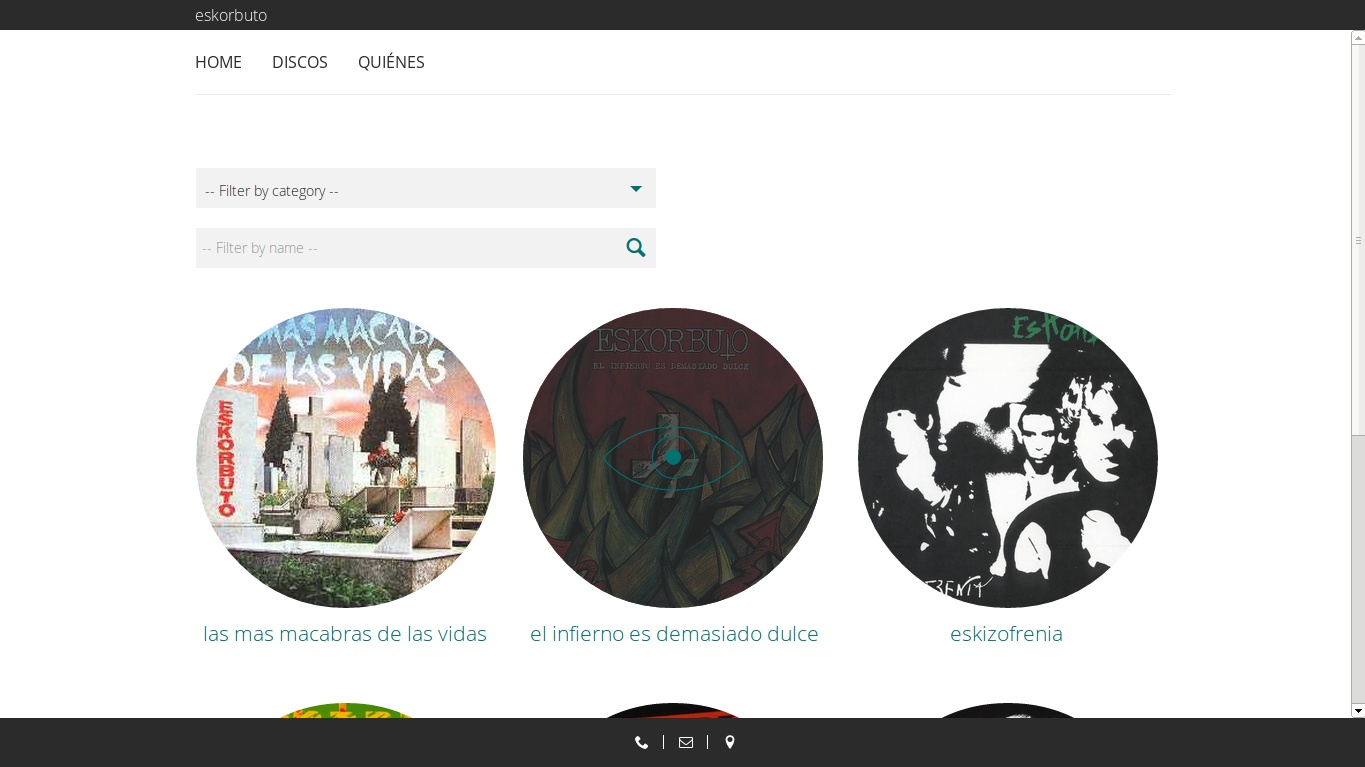 eskorbuto
HOME DISCOS QUIÉNES
-- Filter by category --
-- Filter by name --
MAS MACAB
DE LAS VIDAS
ESKORBUTO
ESKORBUTO
EL INFIERNO ES DEMASIADO DULCE
las mas macabras de las vidas
el infierno es demasiado dulce
eskizofrenia